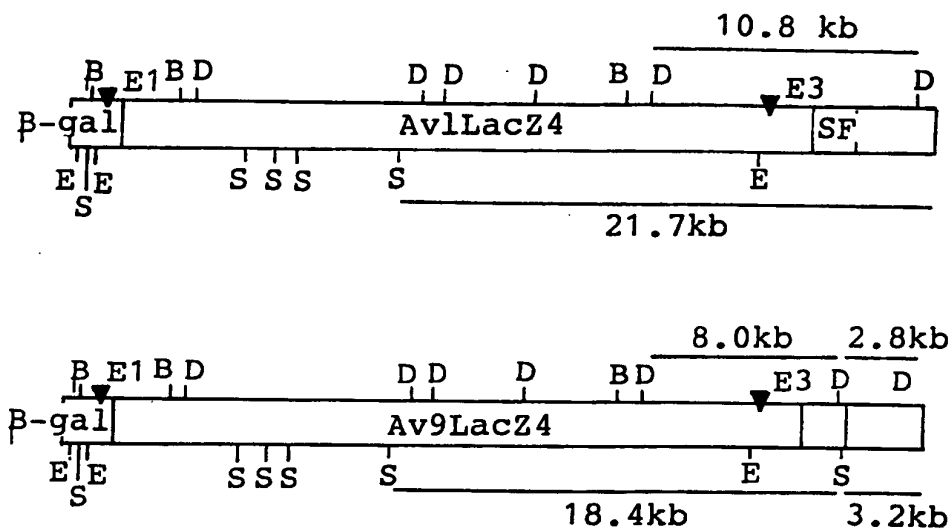 10.8 kb
B E1 B D D D D B D E3 D
β-gal Av1LacZ4 SF
E S E S S S S E
21.7kb
8.0kb 2.8kb
B E1 B D D D D B D E3 D D
β-gal Av9LacZ4
E S E S S S S E S
18.4kb 3.2kb